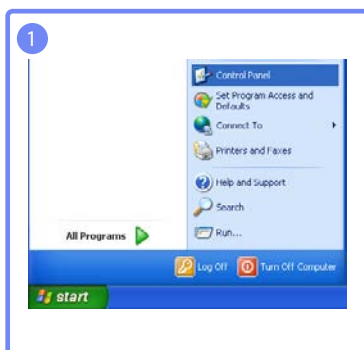 1
Control Panel
Set Program Access and
Defaults
Connect To
Printers and Faxes
Help and Support
Search
All Programs
Run...
Log Off
Turn Off Computer
start